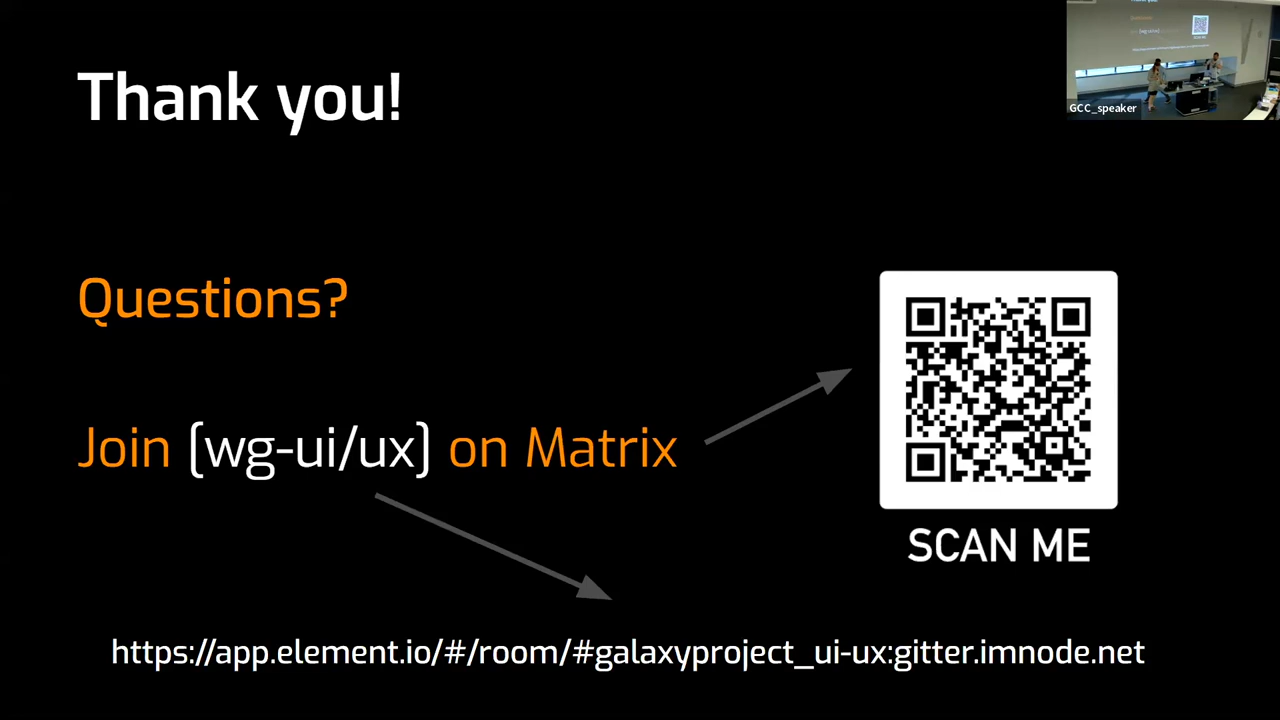 Thank you!
GCC_speaker
Questions?
Join [wg-ui/ux] on Matrix
SCAN ME
https://app.element.io/#/room/#galaxyproject_ui-ux:gitter.imnode.net